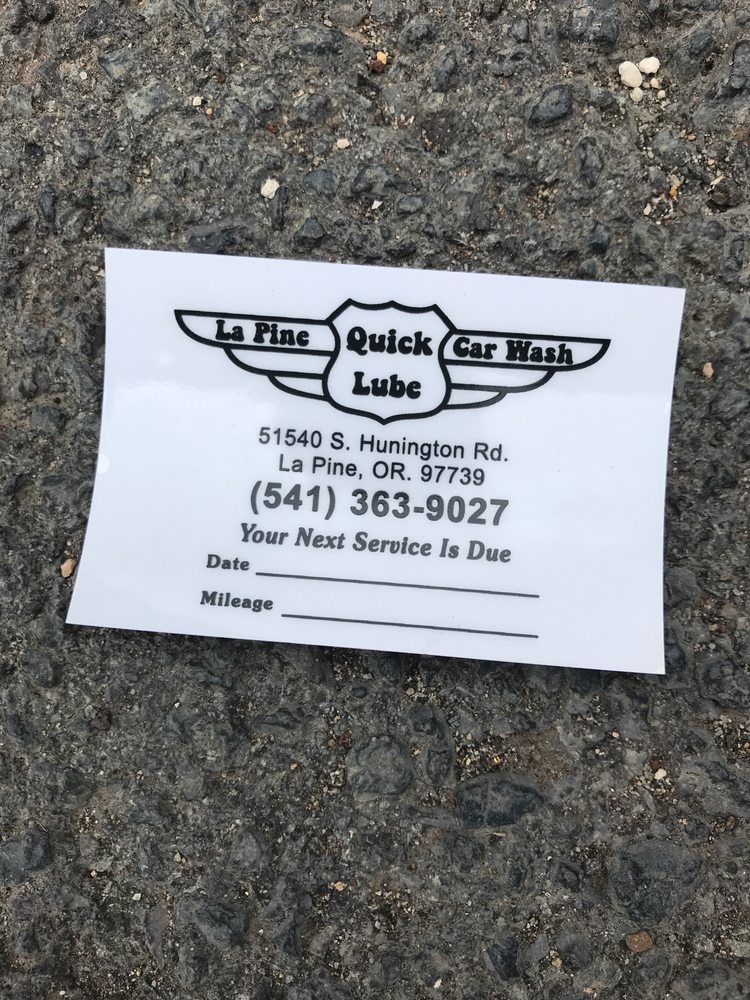 La Pine Quick Car Wash
Lube
51540 S. Hunington Rd.
La Pine, OR. 97739
(541) 363-9027
Your Next Service Is Due
Date
Mileage